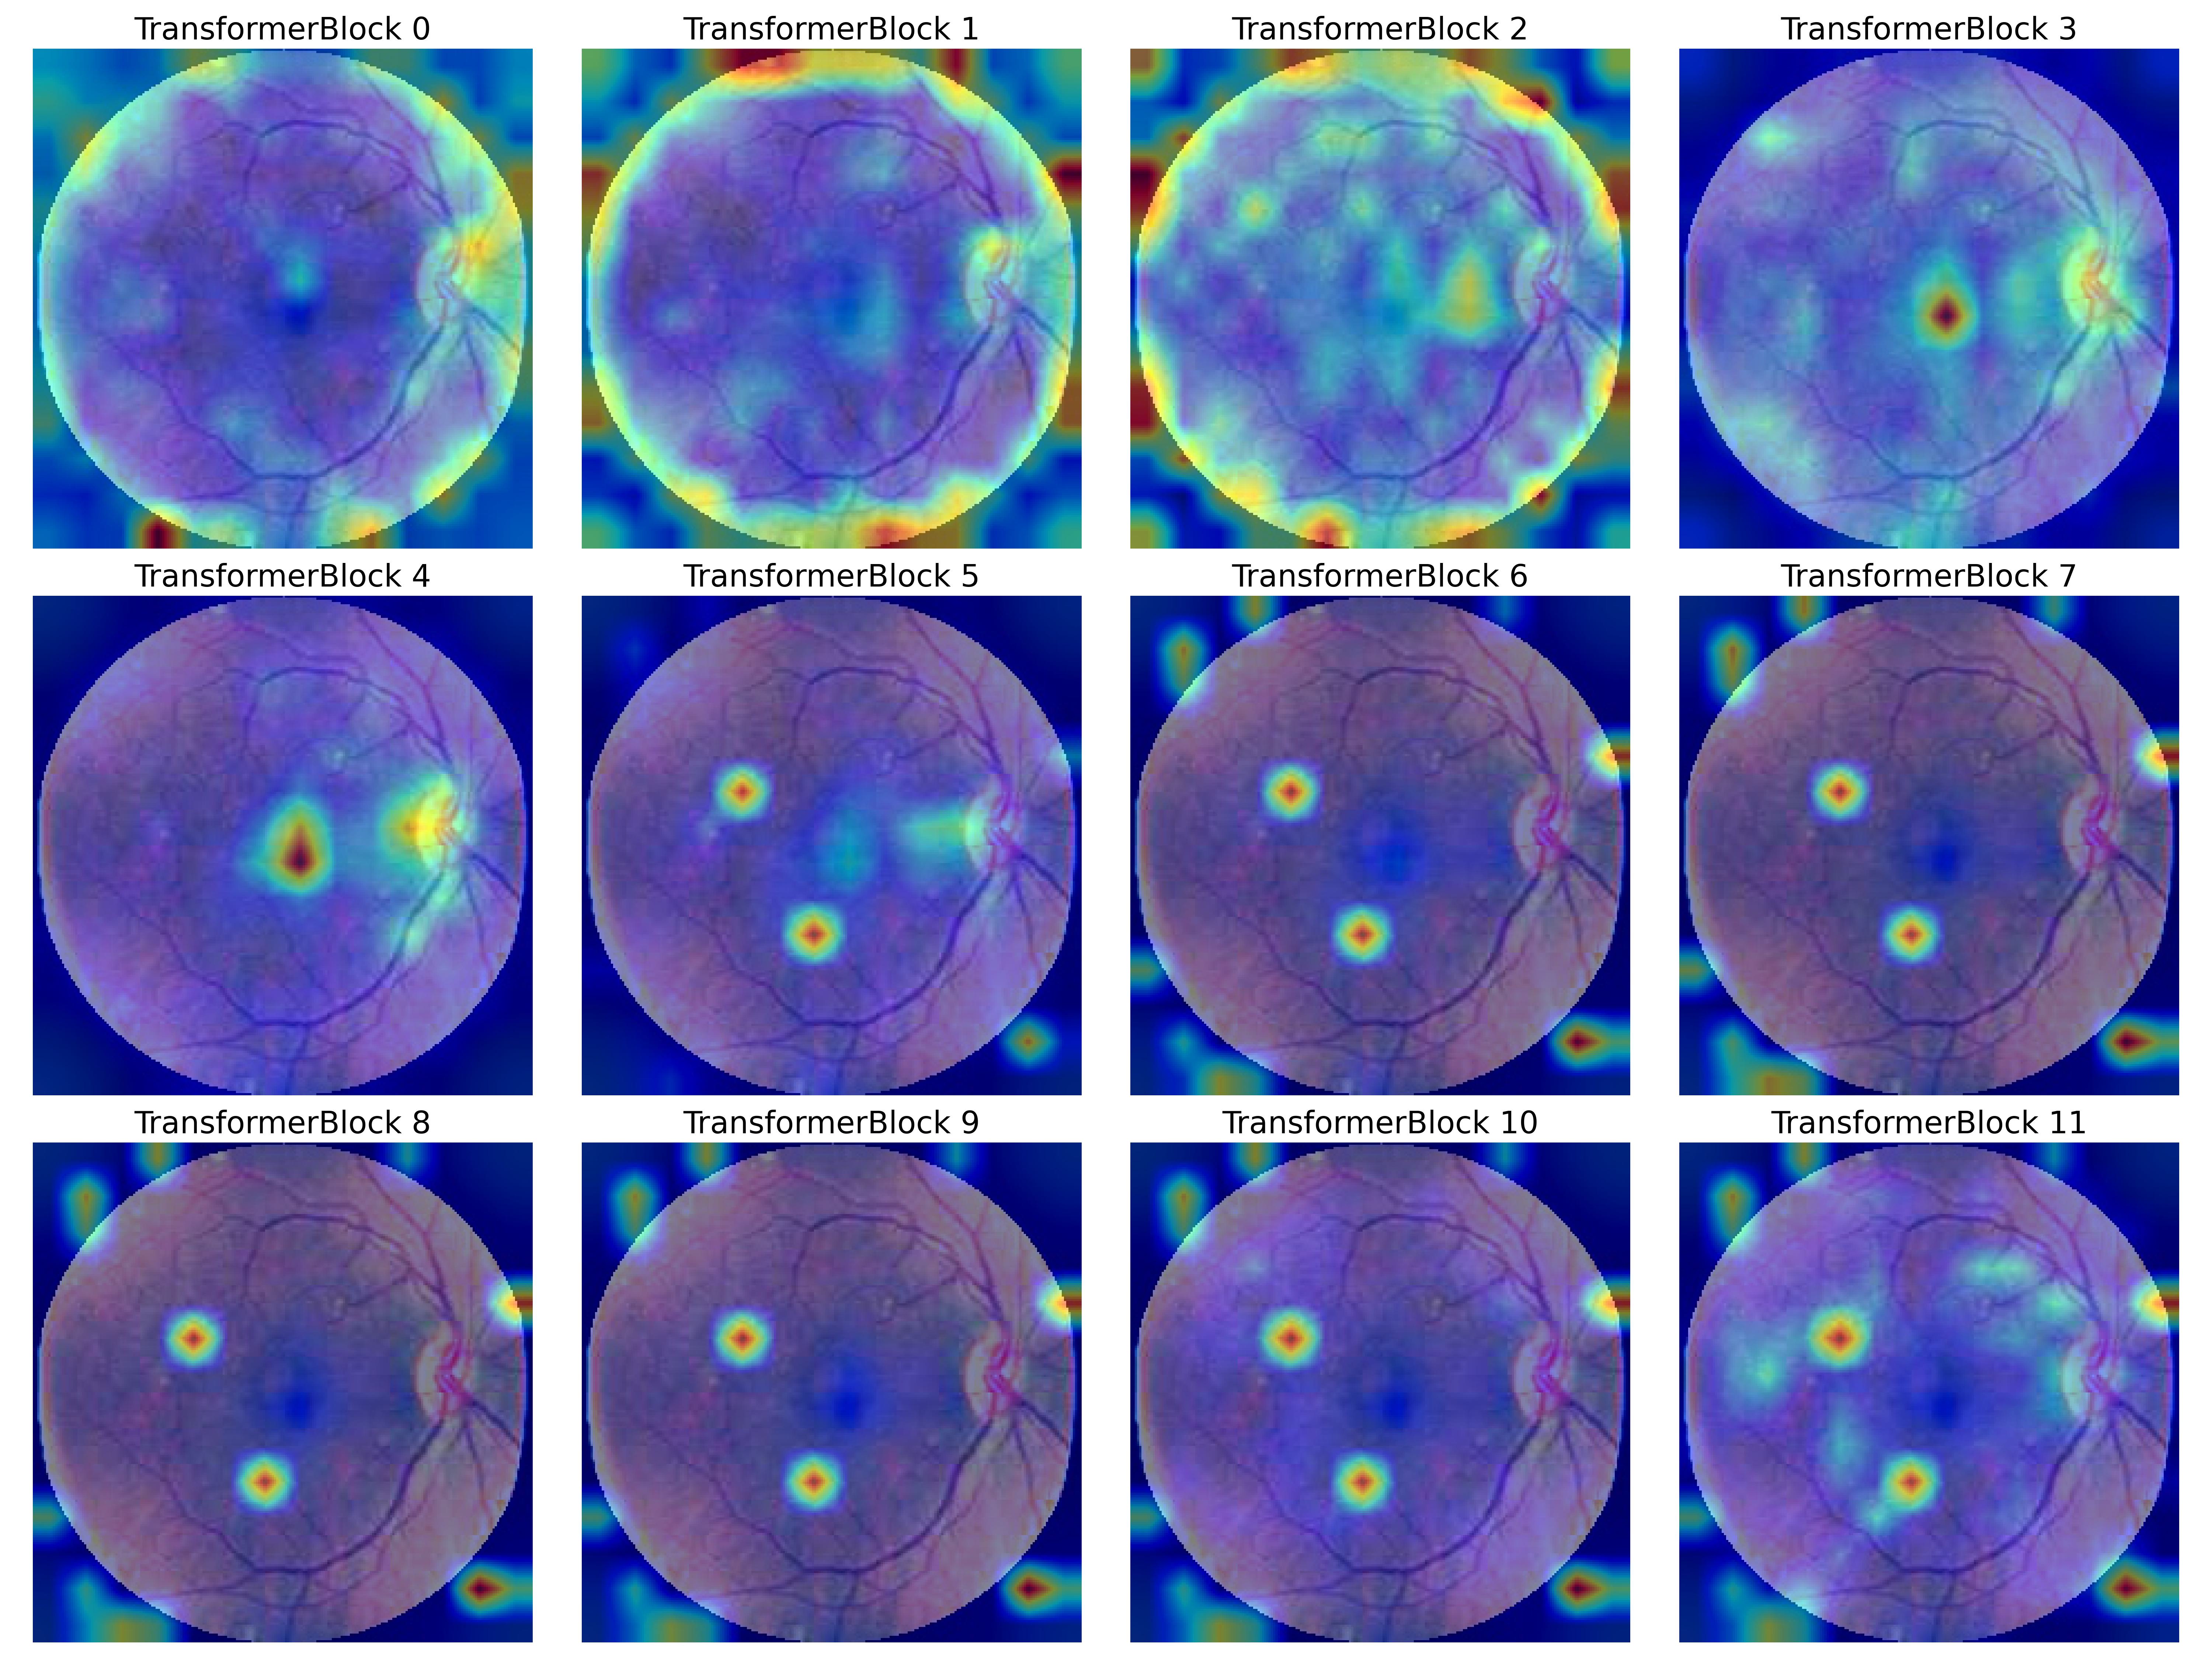 TransformerBlock 0
TransformerBlock 1
TransformerBlock 2
TransformerBlock 3
TransformerBlock 4
TransformerBlock 5
TransformerBlock 6
TransformerBlock 7
TransformerBlock 8
TransformerBlock 9
TransformerBlock 10
TransformerBlock 11